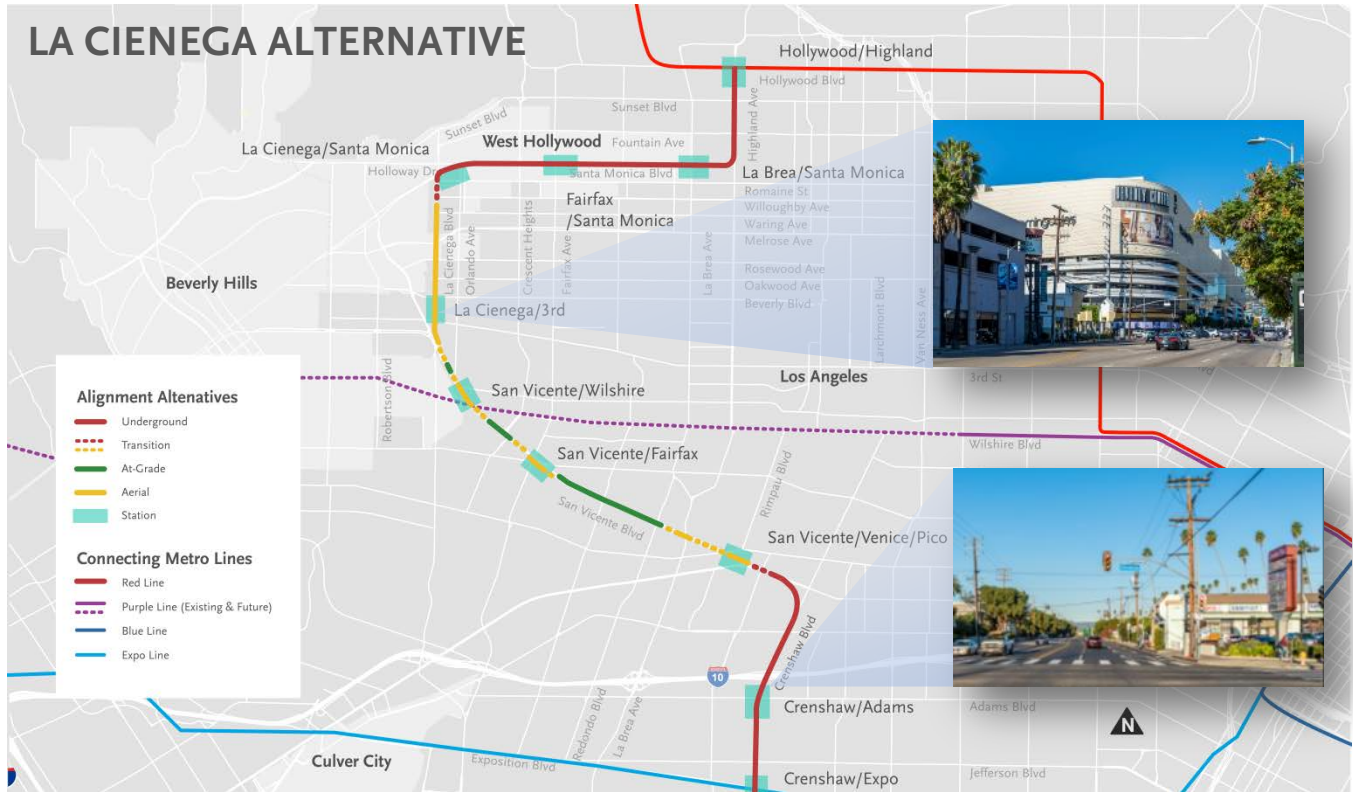 LA CIENEGA ALTERNATIVE
Hollywood/Highland
Hollywood Blvd
Sunset Blvd
Sunset Blvd
Highland Ave
West Hollywood
Fountain Ave
La Cienega/Santa Monica
Holloway Dr
Santa Monica Blvd
La Brea/Santa Monica
Fairfax
/Santa Monica
Romaine St
Willoughby Ave
Waring Ave
Melrose Ave
La Cienega Blvd
Orlando Ave
Crescent Heights
Fairfax Ave
La Brea Ave
Rosewood Ave
Oakwood Ave
Beverly Blvd
Larchmont Blvd
Van Ness Ave
Beverly Hills
La Cienega/3rd
Los Angeles
3rd St
Robertson Blvd
San Vicente/Wilshire
Wilshire Blvd
San Vicente/Fairfax
Rimpau Blvd
San Vicente Blvd
San Vicente/Venice/Pico
Alignment Altenatives
Underground
Transition
At-Grade
Aerial
Station
Connecting Metro Lines
Red Line
Purple Line (Existing & Future)
Blue Line
Expo Line
Crenshaw Blvd
10
Crenshaw/Adams
Adams Blvd
N
Redondo Blvd
La Brea Ave
Culver City
Exposition Blvd
Crenshaw/Expo
Jefferson Blvd